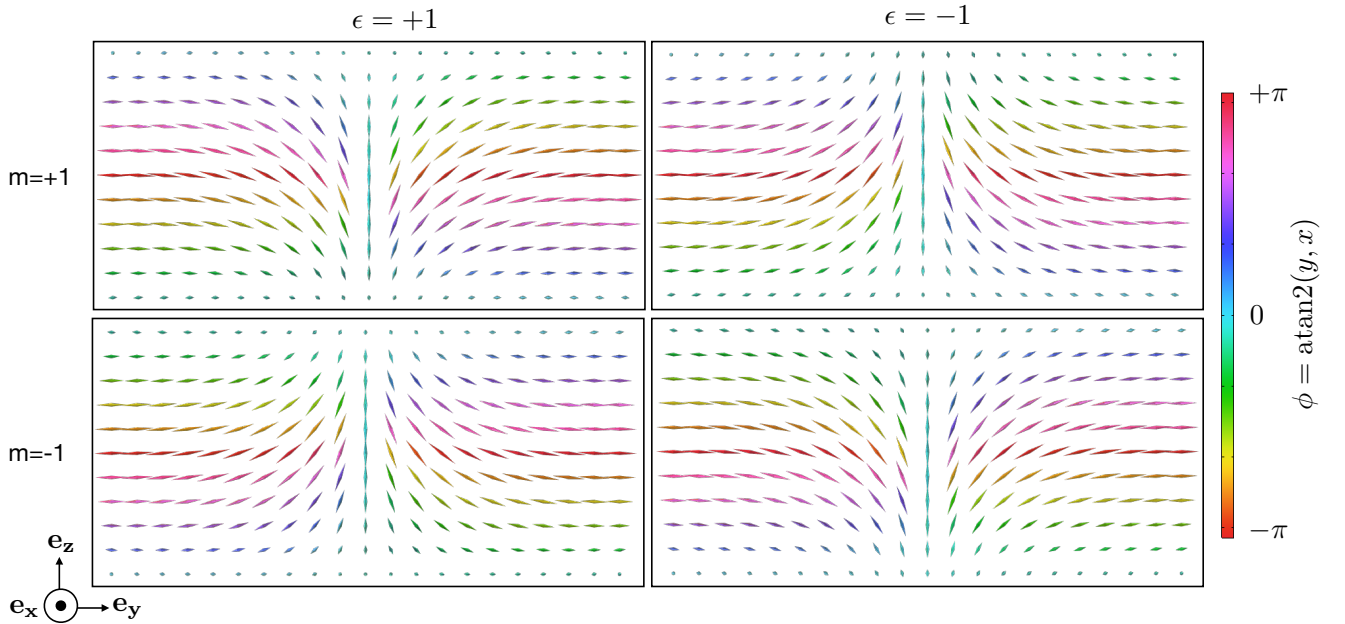 ϵ = +1
ϵ = −1
m=+1
m=-1
+π
0
−π
ϕ = atan2(y, x)
e_z
e_x
e_y